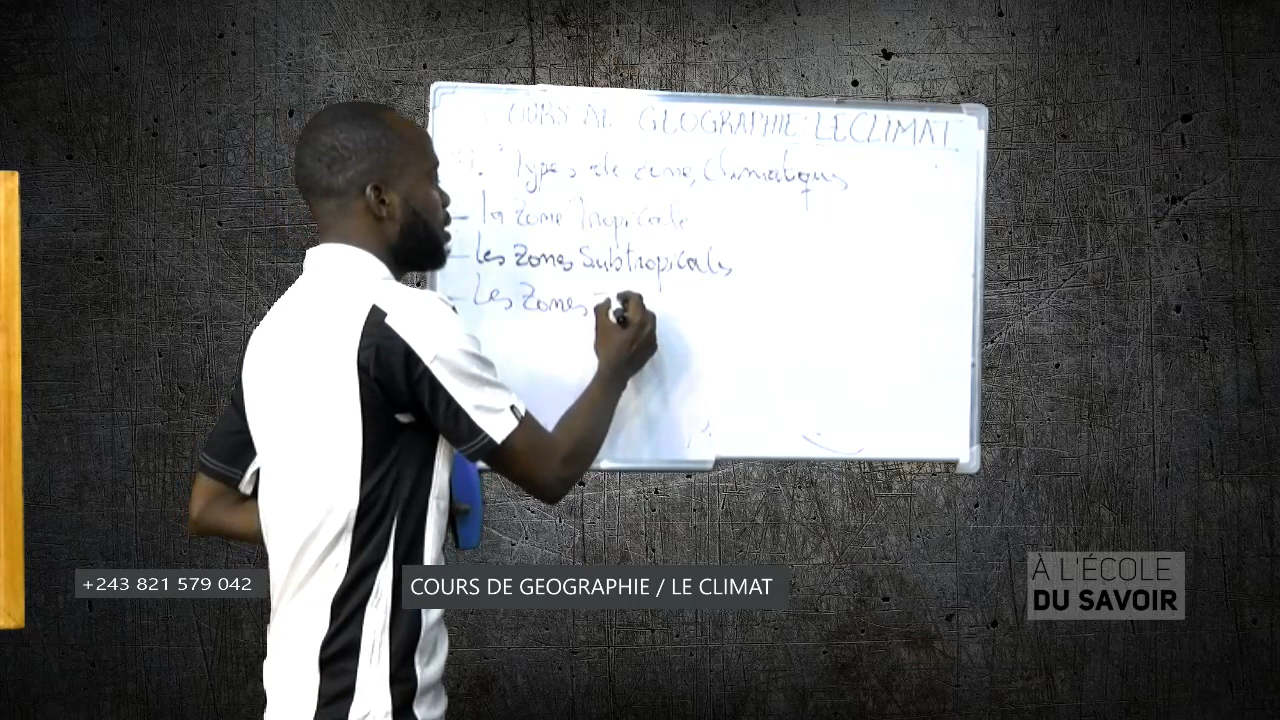 COURS DE GEOGRAPHIE: LE CLIMAT
Types de zones Climatiques
- la Zone Tropicale
- Les Zones Subtropicales
- Les Zones
+243 821 579 042
COURS DE GEOGRAPHIE / LE CLIMAT
À L'ÉCOLE
DU SAVOIR